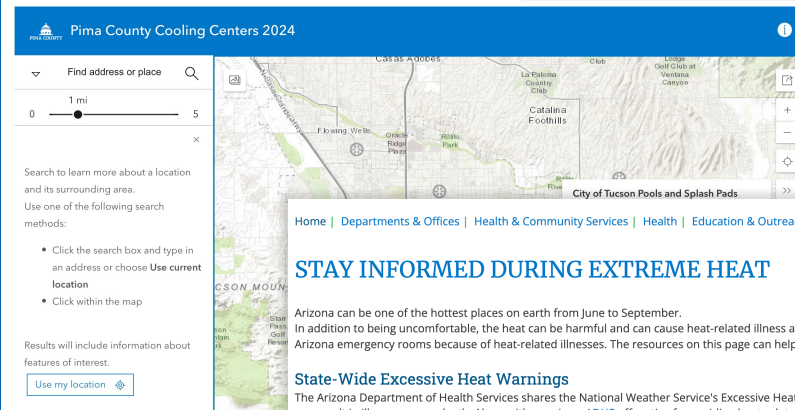 PIMA COUNTY
Pima County Cooling Centers 2024
Find address or place
1 mi
0
5
Search to learn more about a location
and its surrounding area.
Use one of the following search
methods:
• Click the search box and type in
an address or choose Use current
location
• Click within the map
Results will include information about
features of interest.
Use my location
Casas Adobes
La Paloma
Country
Club
Club
Lodge
Golf Club at
Ventana
Canyon
Catalina
Foothills
Flowing Wells
Oracle
Ridge
Plaza
Rillito
Park
City of Tucson Pools and Splash Pads
CSON MOUN
Starr
Pass
Golf
Resort
Home | Departments & Offices | Health & Community Services | Health | Education & Outrea
STAY INFORMED DURING EXTREME HEAT
Arizona can be one of the hottest places on earth from June to September.
In addition to being uncomfortable, the heat can be harmful and can cause heat-related illness a
Arizona emergency rooms because of heat-related illnesses. The resources on this page can help
State-Wide Excessive Heat Warnings
The Arizona Department of Health Services shares the National Weather Service's Excessive Heat